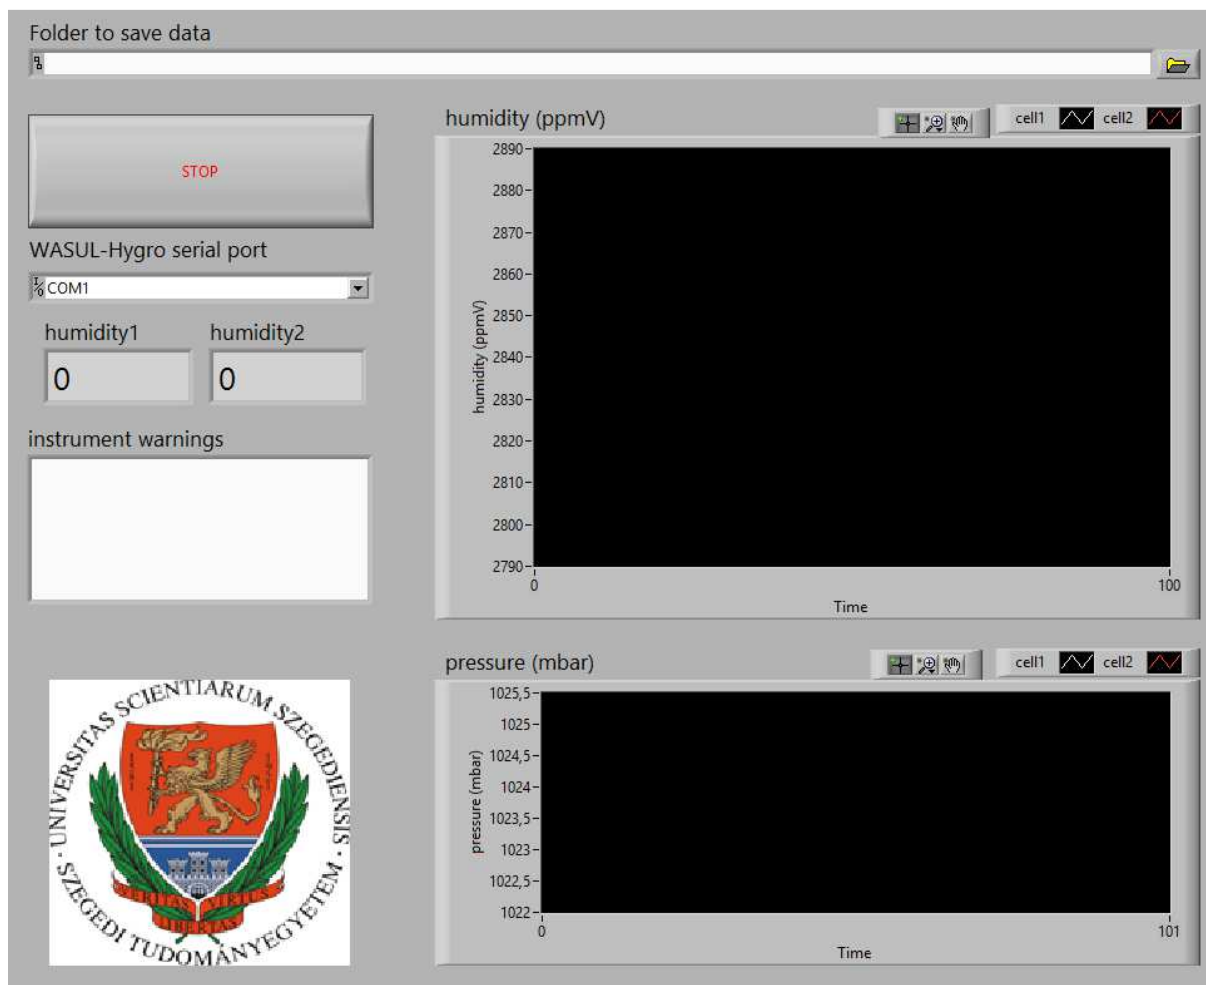 Folder to save data
STOP
WASUL-Hygro serial port
COM1
humidity1 humidity2
0 0
instrument warnings
humidity (ppmV)
cell1 cell2
2890
2880
2870
2860
2850
2840
2830
2820
2810
2800
2790
humidity (ppmV)
0 100
Time
pressure (mbar)
cell1 cell2
1025,5
1025
1024,5
1024
1023,5
1023
1022,5
1022
pressure (mbar)
0 101
Time
· UNIVERSITAS SCIENTIARUM SZEGEDIENSIS ·
SZEGEDI TUDOMÁNYEGYETEM
VERITAS VIRTUS
LIBERTAS